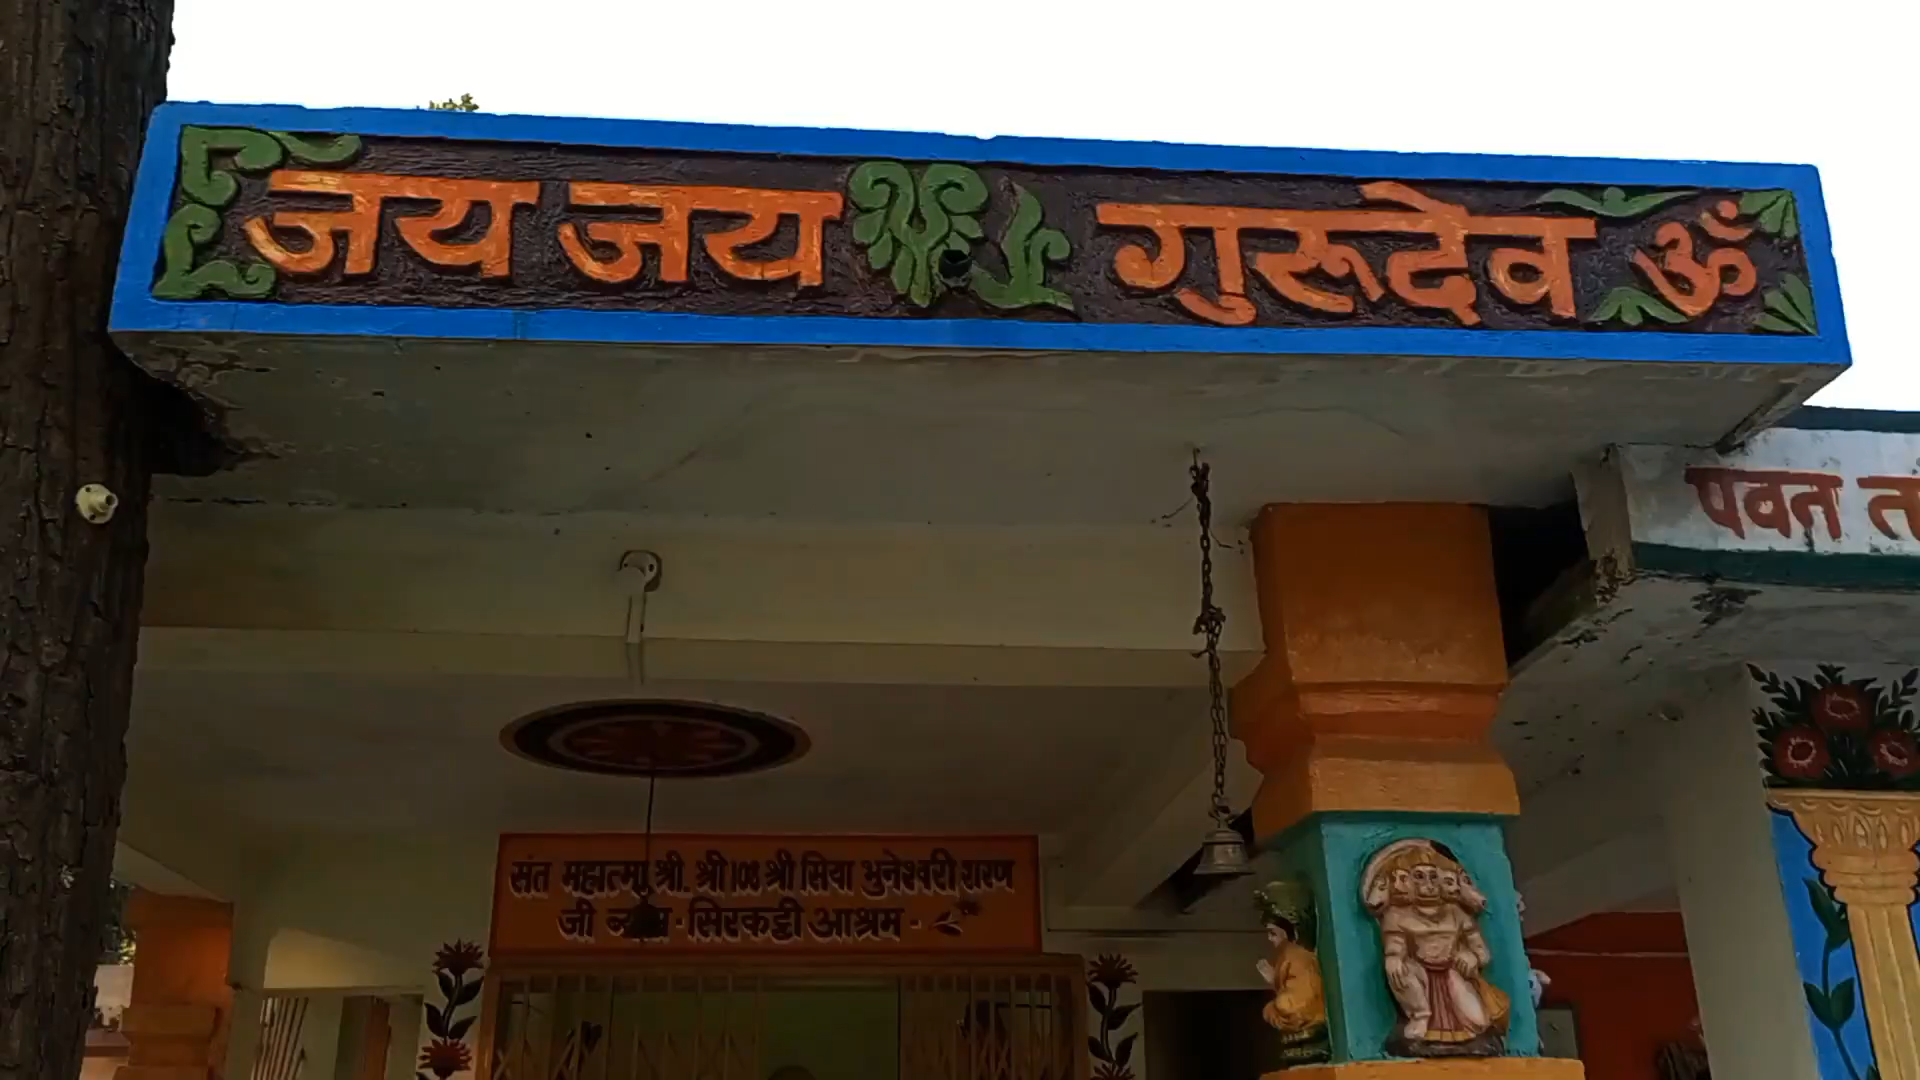 जय जय गुरुदेव ॐ
पवत
संत महात्मा श्री. श्री 108 श्री सिया भुनेश्वरी शरण
जी सिरकट्टी आश्रम -